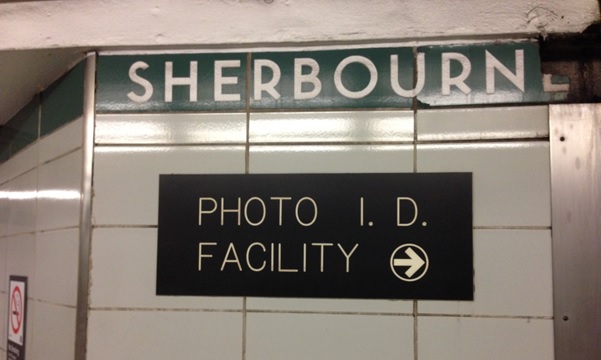 SHERBOURNE
PHOTO I. D.
FACILITY